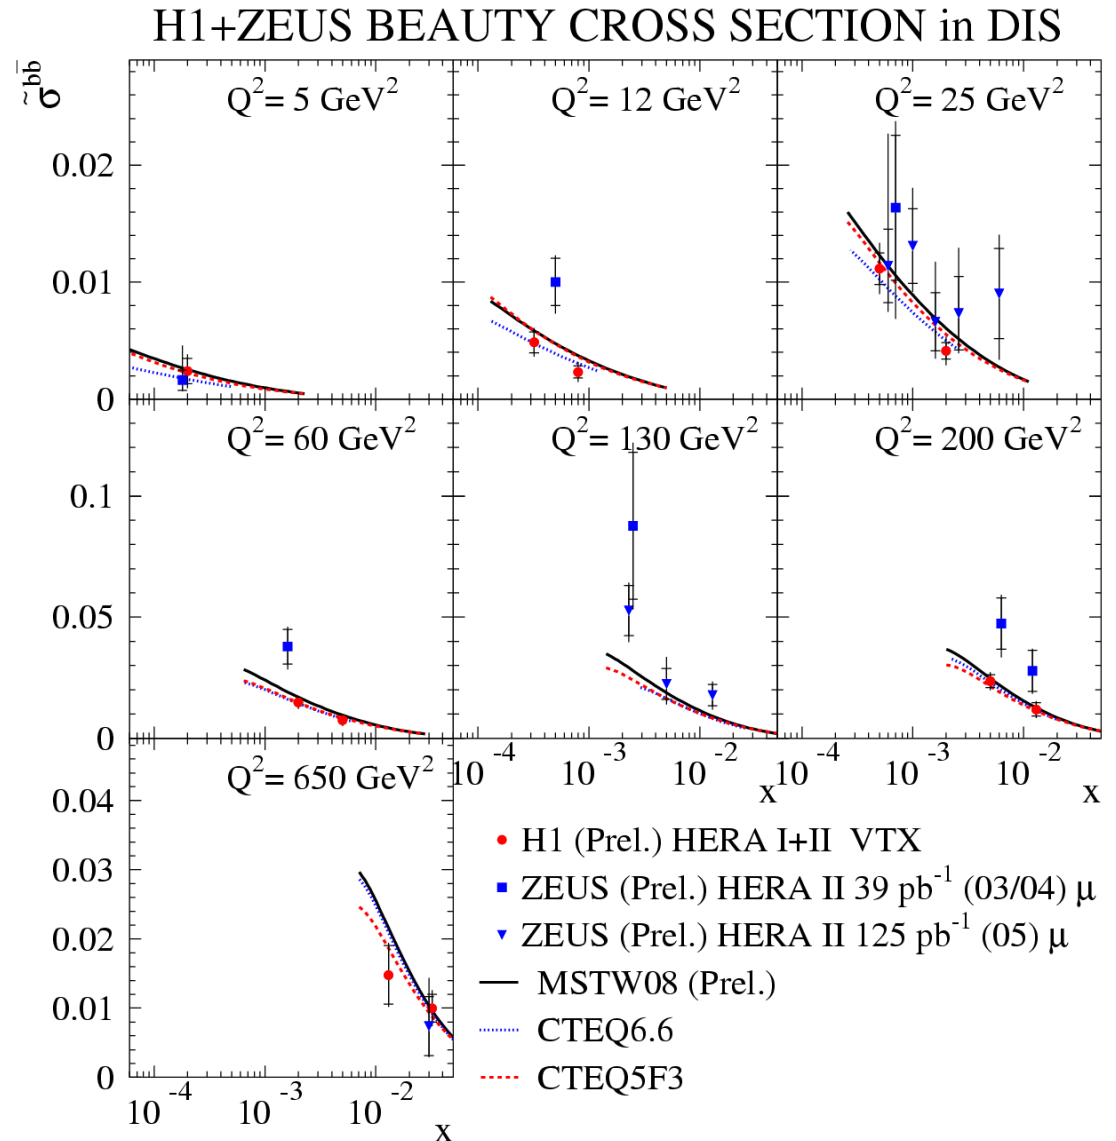 H1+ZEUS BEAUTY CROSS SECTION in DIS
σ̃^bb̄
Q²= 5 GeV²
Q²= 12 GeV²
Q²= 25 GeV²
0.02
0.01
0
Q²= 60 GeV²
Q²= 130 GeV²
Q²= 200 GeV²
0.1
0.05
0
10⁻⁴ 10⁻³ 10⁻² x
10⁻⁴ 10⁻³ 10⁻² x
Q²= 650 GeV²
0.04
0.03
0.02
0.01
0
10⁻⁴ 10⁻³ 10⁻² x
H1 (Prel.) HERA I+II VTX
ZEUS (Prel.) HERA II 39 pb⁻¹ (03/04) μ
ZEUS (Prel.) HERA II 125 pb⁻¹ (05) μ
MSTW08 (Prel.)
CTEQ6.6
CTEQ5F3